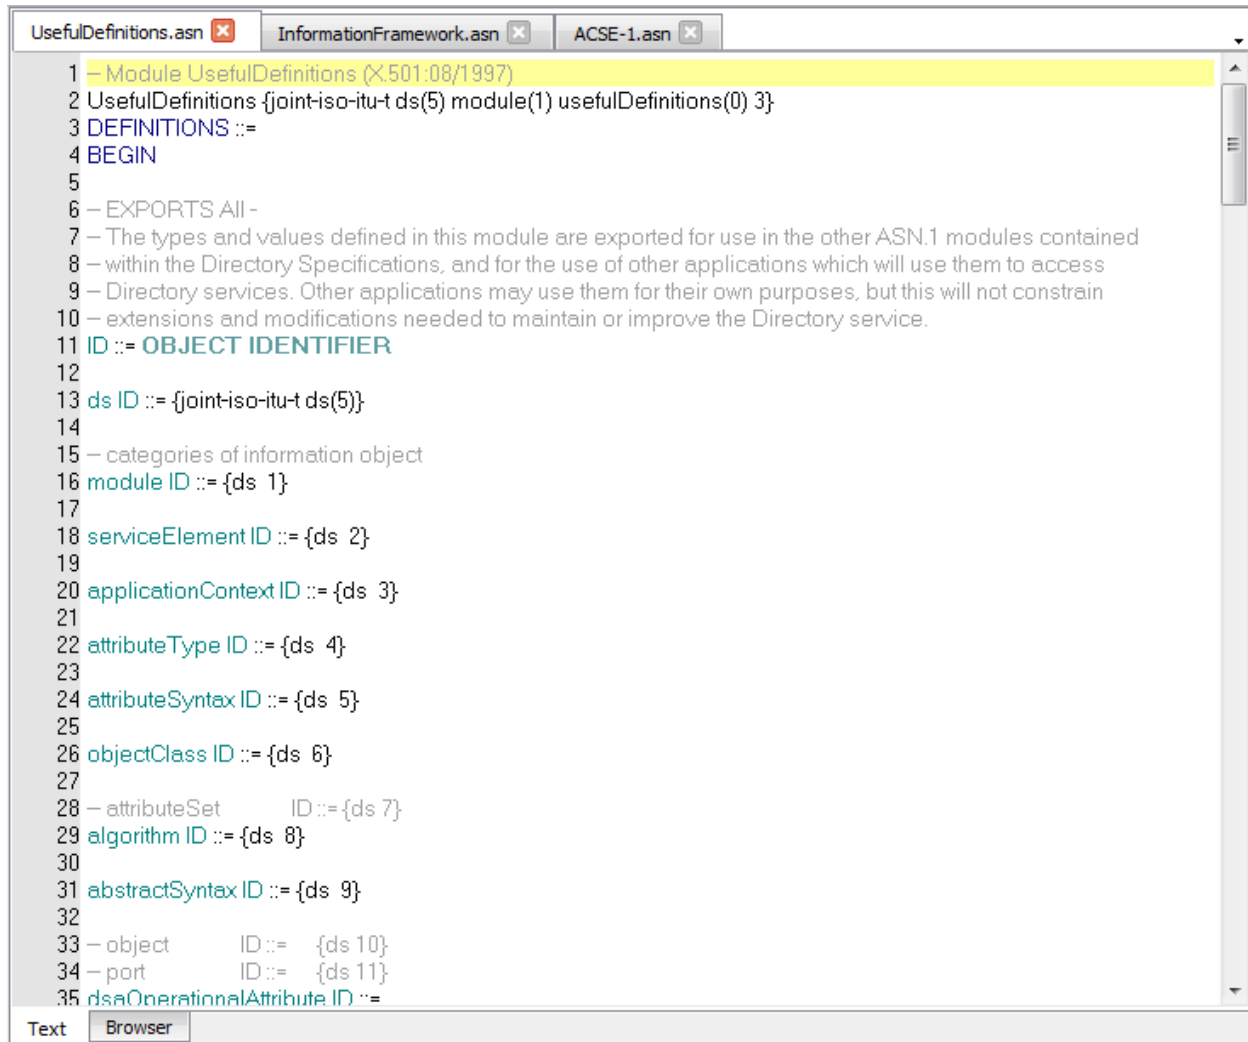 UsefulDefinitions.asn InformationFramework.asn ACSE-1.asn
1 -- Module UsefulDefinitions (X.501:08/1997)
2 UsefulDefinitions {joint-iso-itu-t ds(5) module(1) usefulDefinitions(0) 3}
3 DEFINITIONS ::=
4 BEGIN
5
6 -- EXPORTS All -
7 -- The types and values defined in this module are exported for use in the other ASN.1 modules contained
8 -- within the Directory Specifications, and for the use of other applications which will use them to access
9 -- Directory services. Other applications may use them for their own purposes, but this will not constrain
10 -- extensions and modifications needed to maintain or improve the Directory service.
11 ID ::= OBJECT IDENTIFIER
12
13 ds ID ::= {joint-iso-itu-t ds(5)}
14
15 -- categories of information object
16 module ID ::= {ds 1}
17
18 serviceElement ID ::= {ds 2}
19
20 applicationContext ID ::= {ds 3}
21
22 attributeType ID ::= {ds 4}
23
24 attributeSyntax ID ::= {ds 5}
25
26 objectClass ID ::= {ds 6}
27
28 -- attributeSet ID ::= {ds 7}
29 algorithm ID ::= {ds 8}
30
31 abstractSyntax ID ::= {ds 9}
32
33 -- object ID ::= {ds 10}
34 -- port ID ::= {ds 11}
35 dsaOperationalAttribute ID ::=
Text Browser